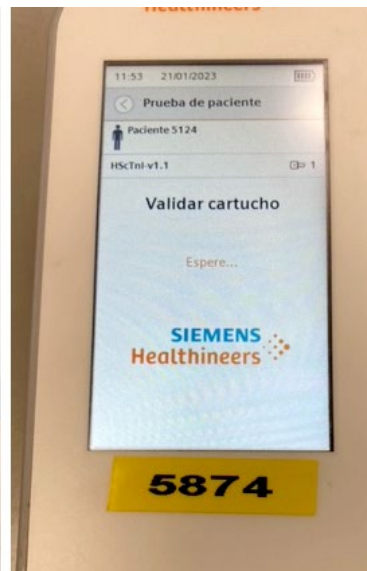 Healthineers
11:53 21/01/2023
Prueba de paciente
Paciente 5124
HScTnI-v1.1 1
Validar cartucho
Espere...
SIEMENS
Healthineers
5874